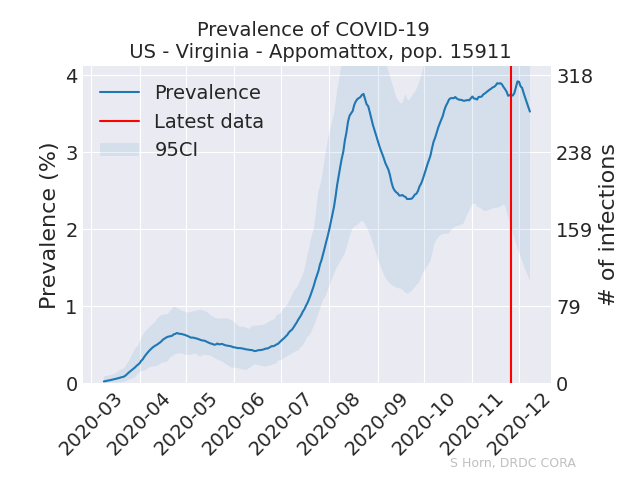 Prevalence of COVID-19
US - Virginia - Appomattox, pop. 15911
Prevalence
Latest data
95CI
Prevalence (%)
4
3
2
1
0
318
238
159
79
0
# of infections
2020-03
2020-04
2020-05
2020-06
2020-07
2020-08
2020-09
2020-10
2020-11
2020-12
S Horn, DRDC CORA